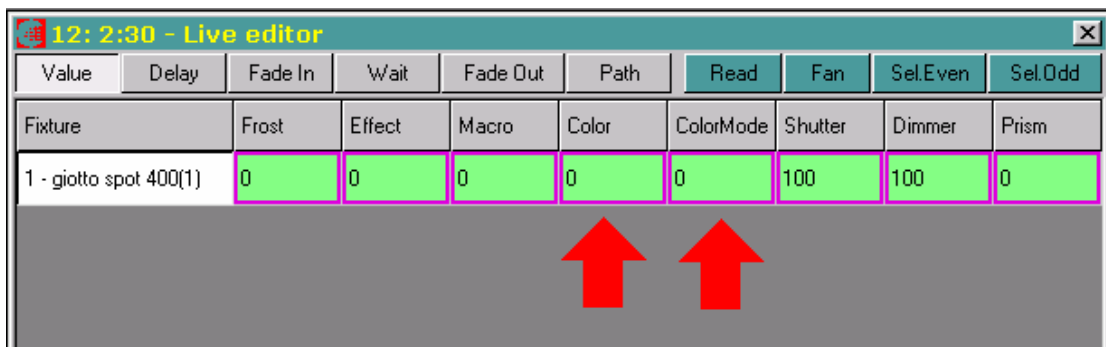 12: 2:30 - Live editor
Value Delay Fade In Wait Fade Out Path Read Fan Sel.Even Sel.Odd
Fixture Frost Effect Macro Color ColorMode Shutter Dimmer Prism
1 - giotto spot 400(1) 0 0 0 0 0 100 100 0